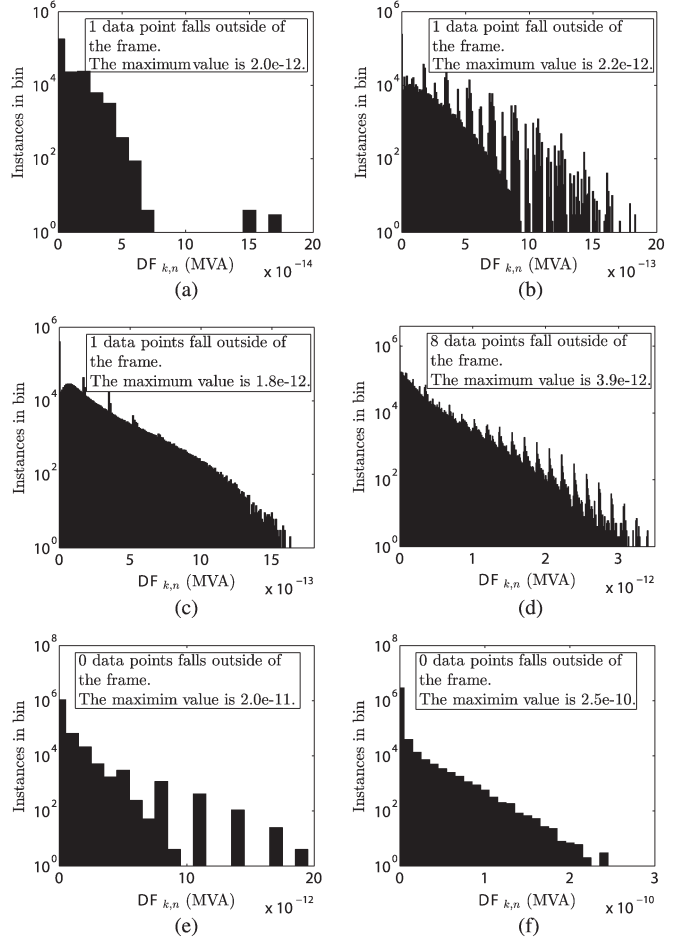 1 data point falls outside of
the frame.
The maximum value is 2.0e-12.
Instances in bin
10^6
10^4
10^2
10^0
0 5 10 15 20
DF k,n (MVA)
x 10^-14
(a)
1 data point fall outside of
the frame.
The maximum value is 2.2e-12.
Instances in bin
10^6
10^4
10^2
10^0
0 5 10 15 20
DF k,n (MVA)
x 10^-13
(b)
1 data points fall outside of
the frame.
The maximum value is 1.8e-12.
Instances in bin
10^6
10^4
10^2
10^0
0 5 10 15
DF k,n (MVA)
x 10^-13
(c)
8 data points fall outside of
the frame.
The maximum value is 3.9e-12.
Instances in bin
10^6
10^4
10^2
10^0
0 1 2 3
DF k,n (MVA)
x 10^-12
(d)
0 data points falls outside of
the frame.
The maximim value is 2.0e-11.
Instances in bin
10^8
10^6
10^4
10^2
10^0
0 10 20
DF k,n (MVA)
x 10^-12
(e)
0 data points falls outside of
the frame.
The maximim value is 2.5e-10.
Instances in bin
10^8
10^6
10^4
10^2
10^0
0 1 2 3
DF k,n (MVA)
x 10^-10
(f)